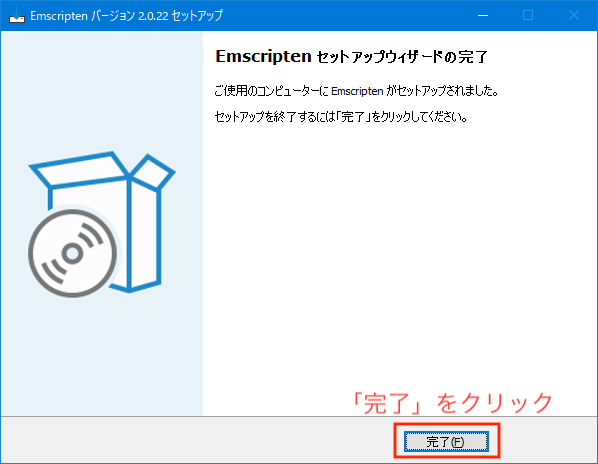 Emscripten バージョン 2.0.22 セットアップ
Emscripten セットアップウィザードの完了
ご使用のコンピューターに Emscripten がセットアップされました。
セットアップを終了するには「完了」をクリックしてください。
「完了」をクリック
完了(F)